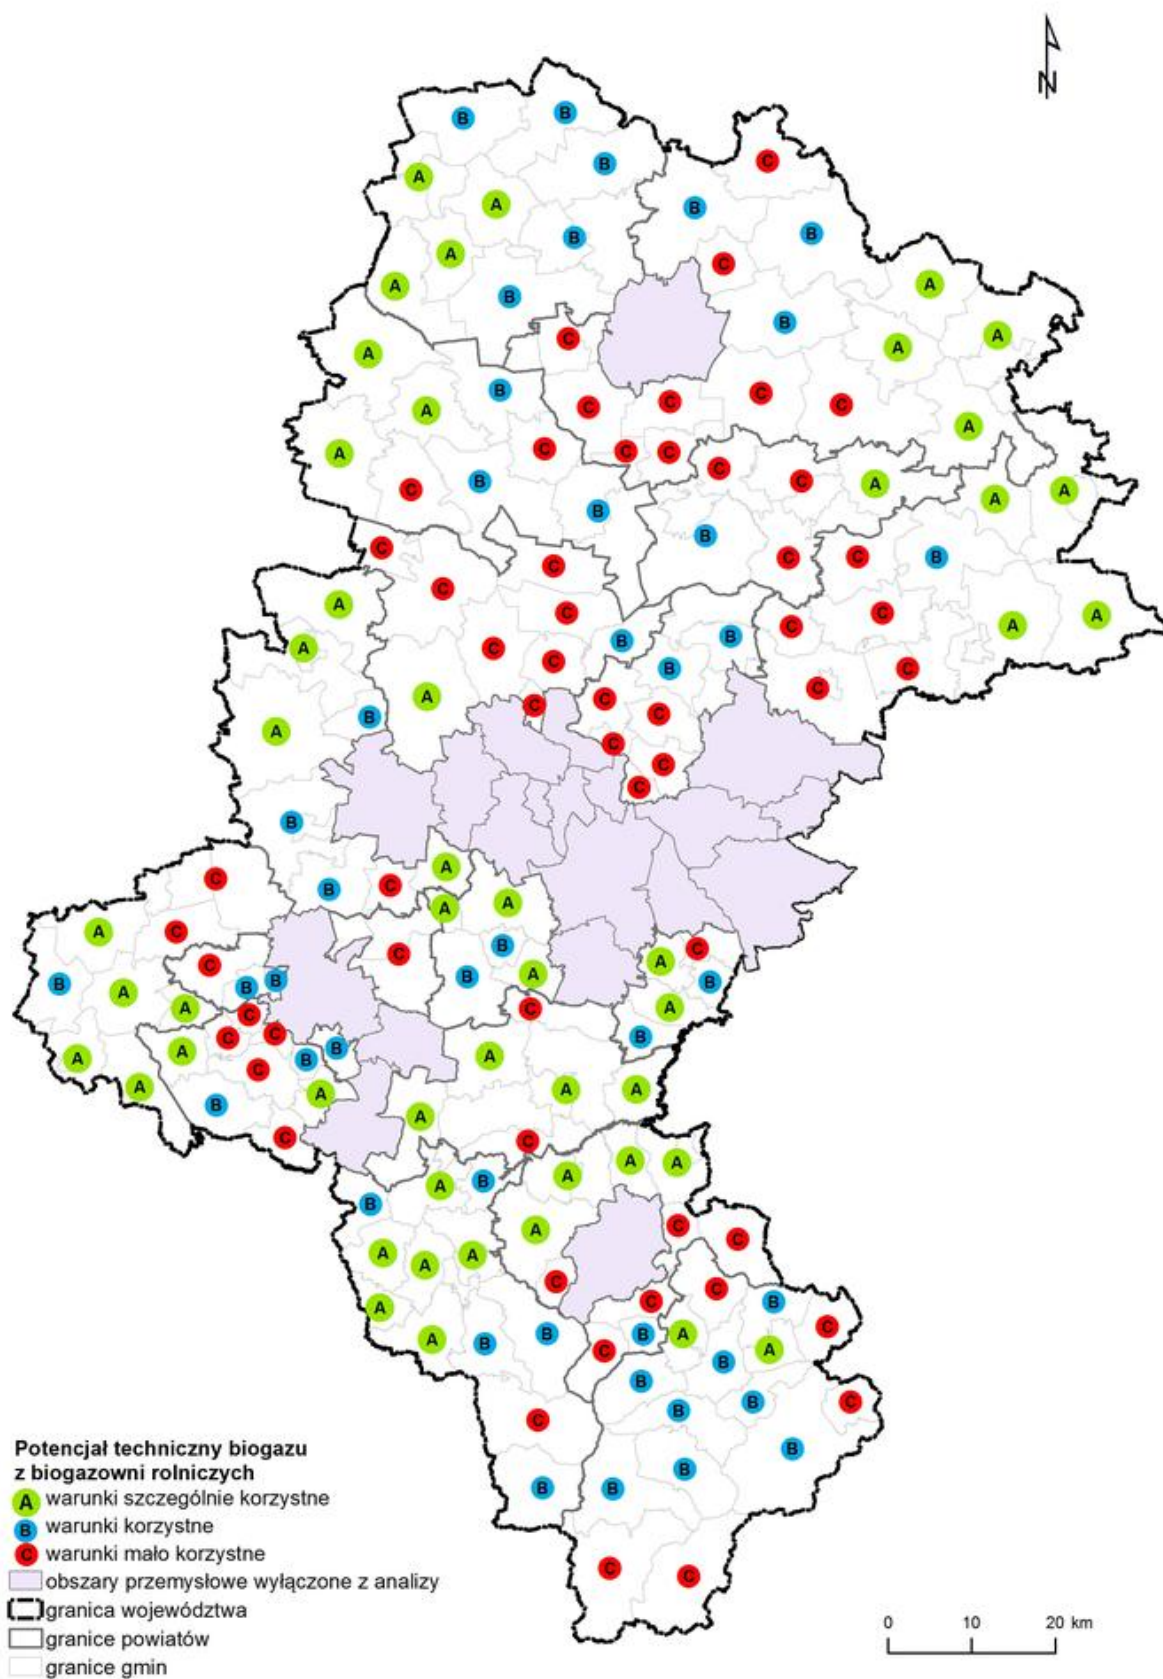 N
B
B
B
C
A
A
B
B
B
A
C
A
B
A
B
A
C
B
A
A
A
B
C
A
C
C
C
C
A
A
C
C
C
A
C
B
C
C
A
A
A
C
B
B
C
C
C
B
C
C
A
C
C
C
C
A
A
B
B
A
C
C
B
C
C
A
C
C
B
C
C
A
C
C
B
A
B
C
C
A
C
A
A
A
C
B
C
C
A
C
B
A
C
B
B
B
A
B
A
A
C
A
C
C
C
B
A
C
B
B
A
A
C
A
A
A
B
A
C
C
A
A
A
A
B
B
A
C
C
A
A
A
C
C
C
B
A
B
C
A
B
B
B
A
C
A
B
B
B
B
C
C
B
B
B
B
C
C
Potencjał techniczny biogazu
z biogazowni rolniczych
A warunki szczególnie korzystne
B warunki korzystne
C warunki mało korzystne
obszary przemysłowe wyłączone z analizy
granica województwa
granice powiatów
granice gmin
0 10 20 km